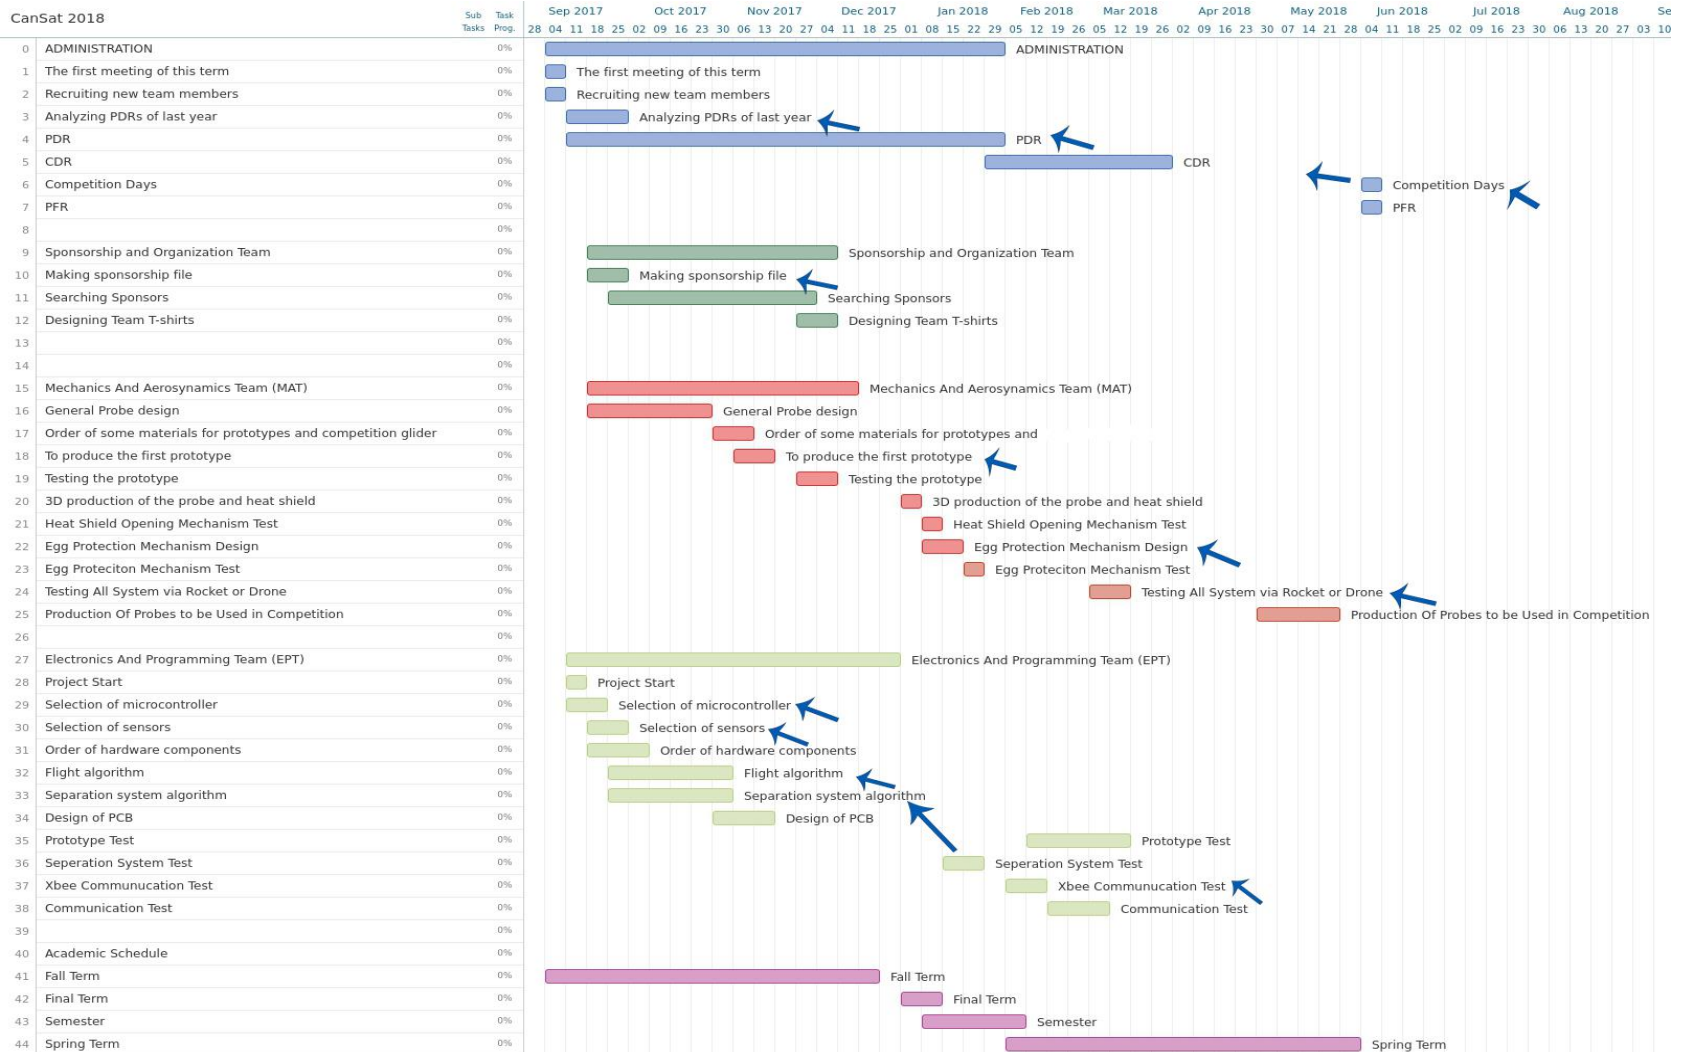 CanSat 2018
Sub Tasks
Task Prog.
Sep 2017 Oct 2017 Nov 2017 Dec 2017 Jan 2018 Feb 2018 Mar 2018 Apr 2018 May 2018 Jun 2018 Jul 2018 Aug 2018 Se
28 04 11 18 25 02 09 16 23 30 06 13 20 27 04 11 18 25 01 08 15 22 29 05 12 19 26 05 12 19 26 02 09 16 23 30 07 14 21 28 04 11 18 25 02 09 16 23 30 06 13 20 27 03 10
0 ADMINISTRATION 0% ADMINISTRATION
1 The first meeting of this term 0% The first meeting of this term
2 Recruiting new team members 0% Recruiting new team members
3 Analyzing PDRs of last year 0% Analyzing PDRs of last year
4 PDR 0% PDR
5 CDR 0% CDR
6 Competition Days 0% Competition Days
7 PFR 0% PFR
8 0%
9 Sponsorship and Organization Team 0% Sponsorship and Organization Team
10 Making sponsorship file 0% Making sponsorship file
11 Searching Sponsors 0% Searching Sponsors
12 Designing Team T-shirts 0% Designing Team T-shirts
13 0%
14 0%
15 Mechanics And Aerosynamics Team (MAT) 0% Mechanics And Aerosynamics Team (MAT)
16 General Probe design 0% General Probe design
17 Order of some materials for prototypes and competition glider 0% Order of some materials for prototypes and
18 To produce the first prototype 0% To produce the first prototype
19 Testing the prototype 0% Testing the prototype
20 3D production of the probe and heat shield 0% 3D production of the probe and heat shield
21 Heat Shield Opening Mechanism Test 0% Heat Shield Opening Mechanism Test
22 Egg Protection Mechanism Design 0% Egg Protection Mechanism Design
23 Egg Proteciton Mechanism Test 0% Egg Proteciton Mechanism Test
24 Testing All System via Rocket or Drone 0% Testing All System via Rocket or Drone
25 Production Of Probes to be Used in Competition 0% Production Of Probes to be Used in Competition
26 0%
27 Electronics And Programming Team (EPT) 0% Electronics And Programming Team (EPT)
28 Project Start 0% Project Start
29 Selection of microcontroller 0% Selection of microcontroller
30 Selection of sensors 0% Selection of sensors
31 Order of hardware components 0% Order of hardware components
32 Flight algorithm 0% Flight algorithm
33 Separation system algorithm 0% Separation system algorithm
34 Design of PCB 0% Design of PCB
35 Prototype Test 0% Prototype Test
36 Seperation System Test 0% Seperation System Test
37 Xbee Communucation Test 0% Xbee Communucation Test
38 Communication Test 0% Communication Test
39 0%
40 Academic Schedule 0%
41 Fall Term 0% Fall Term
42 Final Term 0% Final Term
43 Semester 0% Semester
44 Spring Term 0% Spring Term